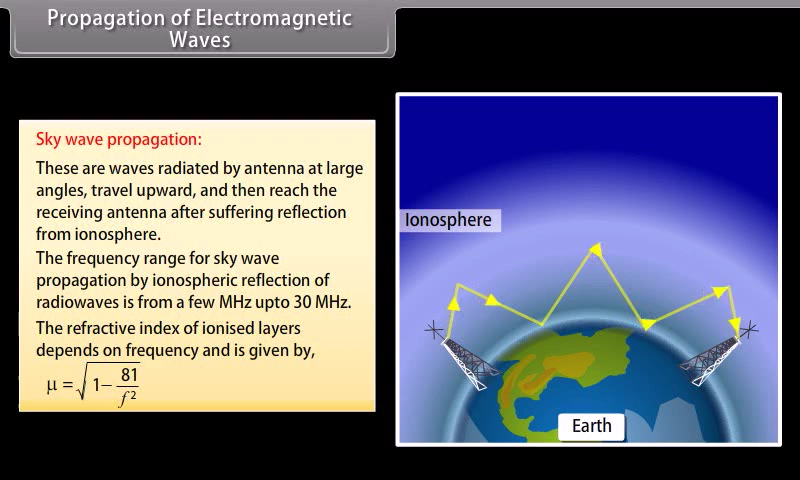 Propagation of Electromagnetic
Waves
Sky wave propagation:
These are waves radiated by antenna at large
angles, travel upward, and then reach the
receiving antenna after suffering reflection
from ionosphere.
The frequency range for sky wave
propagation by ionospheric reflection of
radiowaves is from a few MHz upto 30 MHz.
The refractive index of ionised layers
depends on frequency and is given by,
μ = √(1 − 81/f²)
Ionosphere
Earth